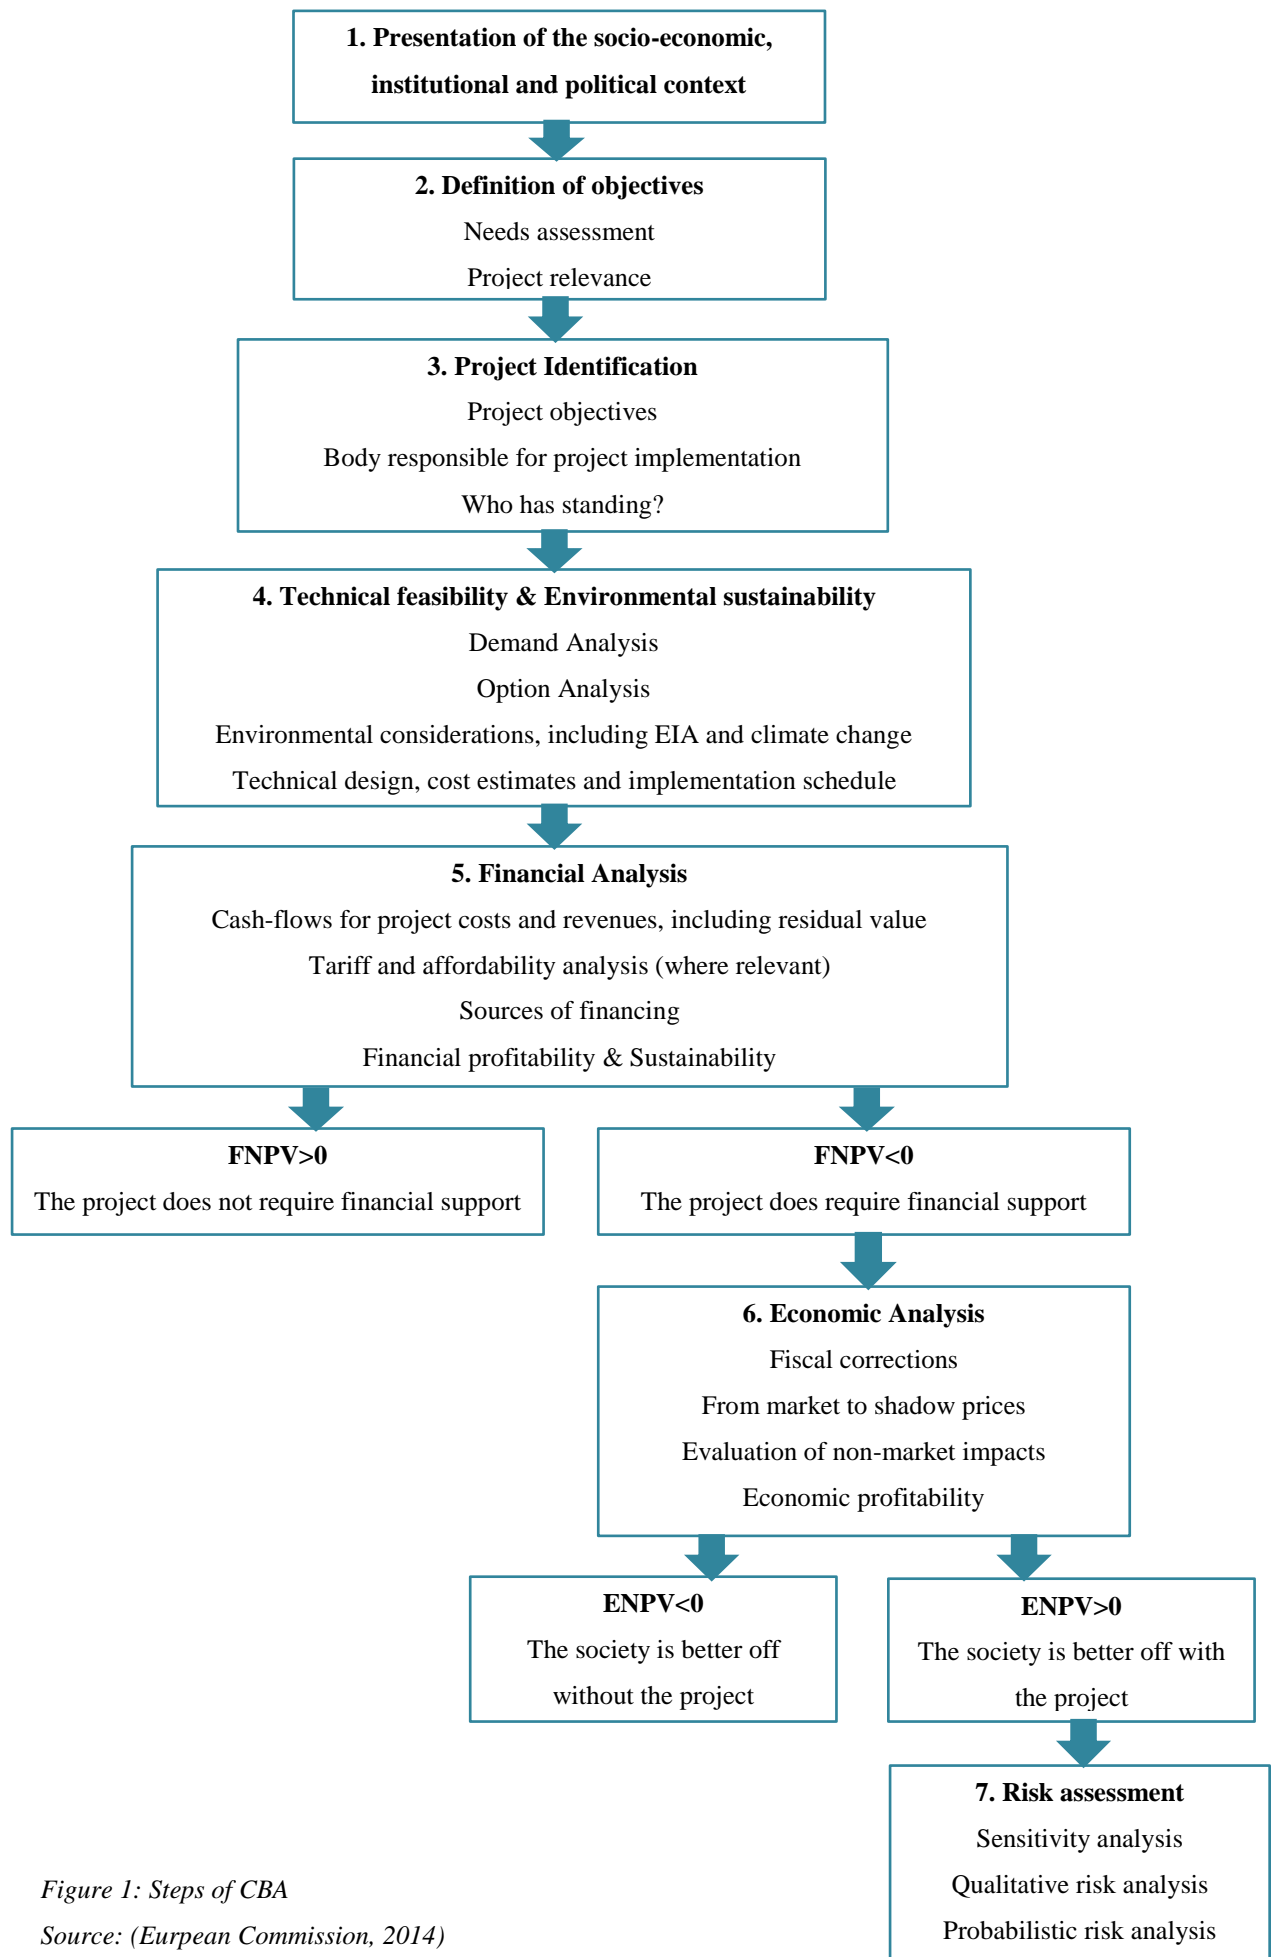 1. Presentation of the socio-economic,
institutional and political context
2. Definition of objectives
Needs assessment
Project relevance
3. Project Identification
Project objectives
Body responsible for project implementation
Who has standing?
4. Technical feasibility & Environmental sustainability
Demand Analysis
Option Analysis
Environmental considerations, including EIA and climate change
Technical design, cost estimates and implementation schedule
5. Financial Analysis
Cash-flows for project costs and revenues, including residual value
Tariff and affordability analysis (where relevant)
Sources of financing
Financial profitability & Sustainability
FNPV>0
The project does not require financial support
FNPV<0
The project does require financial support
6. Economic Analysis
Fiscal corrections
From market to shadow prices
Evaluation of non-market impacts
Economic profitability
ENPV<0
The society is better off
without the project
ENPV>0
The society is better off with
the project
7. Risk assessment
Sensitivity analysis
Qualitative risk analysis
Probabilistic risk analysis
Figure 1: Steps of CBA
Source: (Eurpean Commission, 2014)